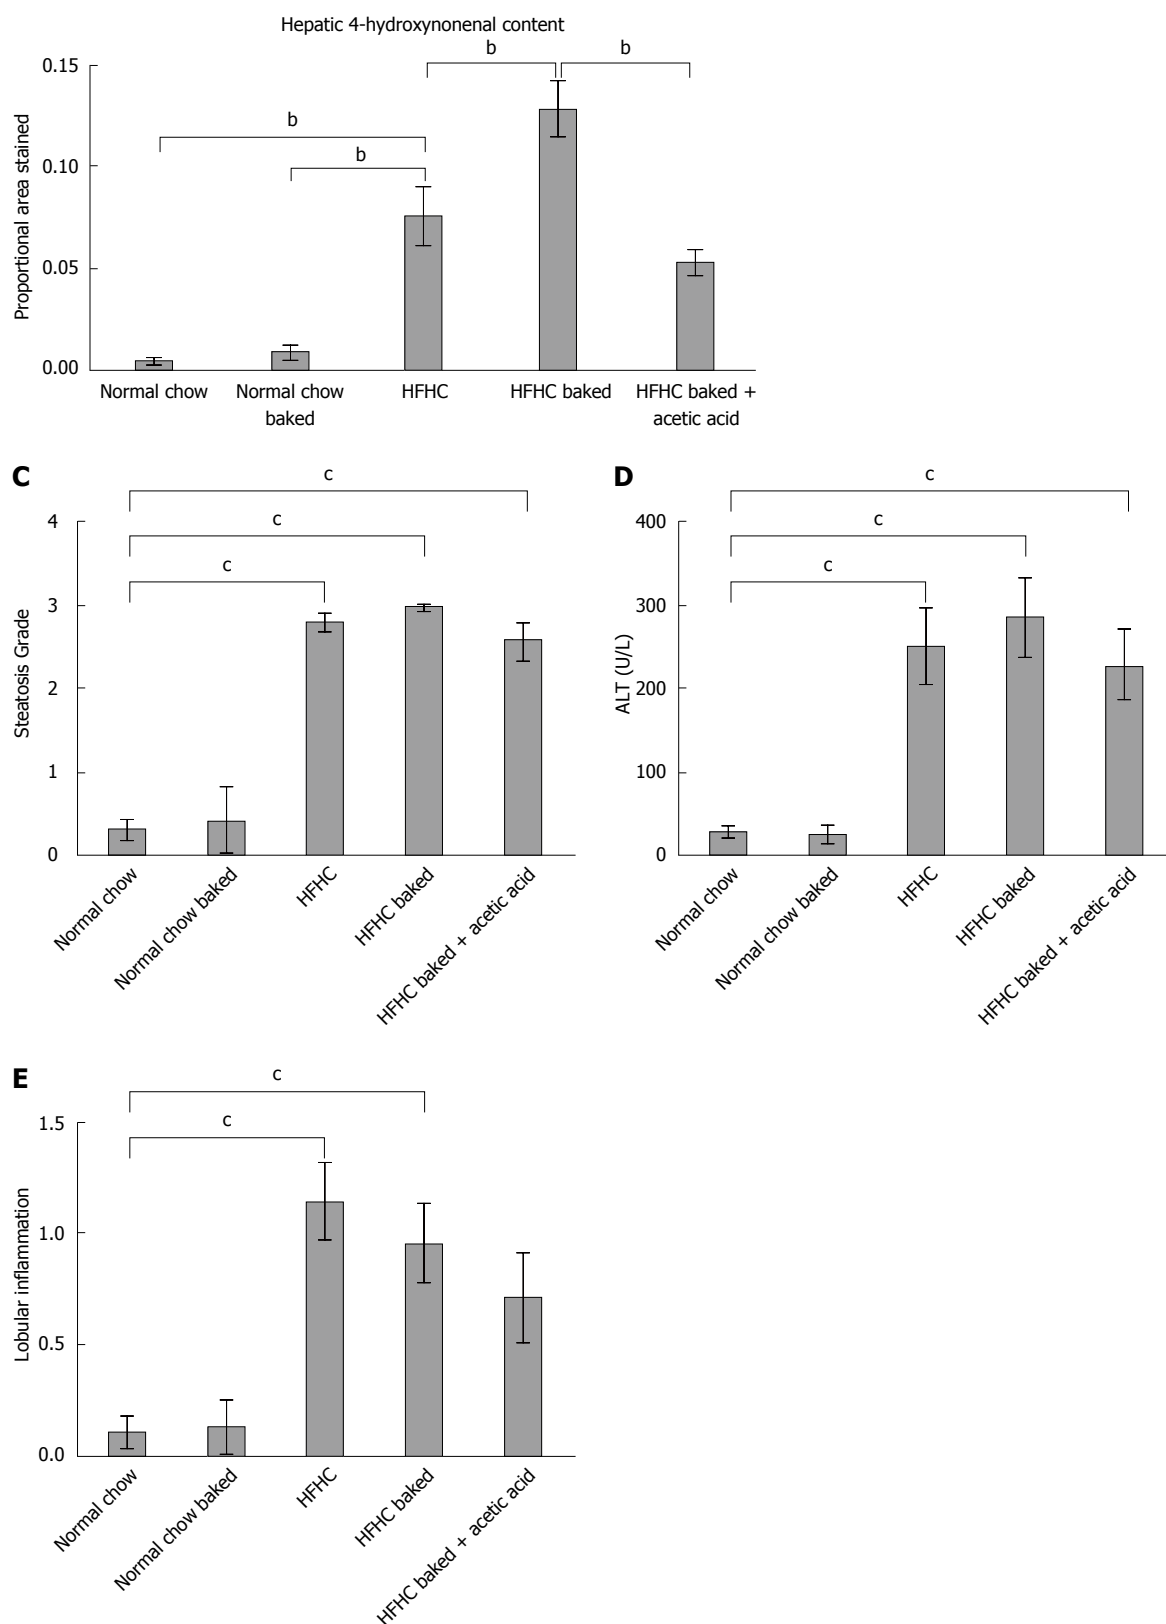 Hepatic 4-hydroxynonenal content
b
b
b
b
0.15
0.10
0.05
0.00
Proportional area stained
Normal chow
Normal chow
baked
HFHC
HFHC baked
HFHC baked +
acetic acid
C
c
c
c
4
3
2
1
0
Steatosis Grade
Normal chow
Normal chow baked
HFHC
HFHC baked
HFHC baked + acetic acid
D
c
c
c
400
300
200
100
0
ALT (U/L)
Normal chow
Normal chow baked
HFHC
HFHC baked
HFHC baked + acetic acid
E
c
c
1.5
1.0
0.5
0.0
Lobular inflammation
Normal chow
Normal chow baked
HFHC
HFHC baked
HFHC baked + acetic acid